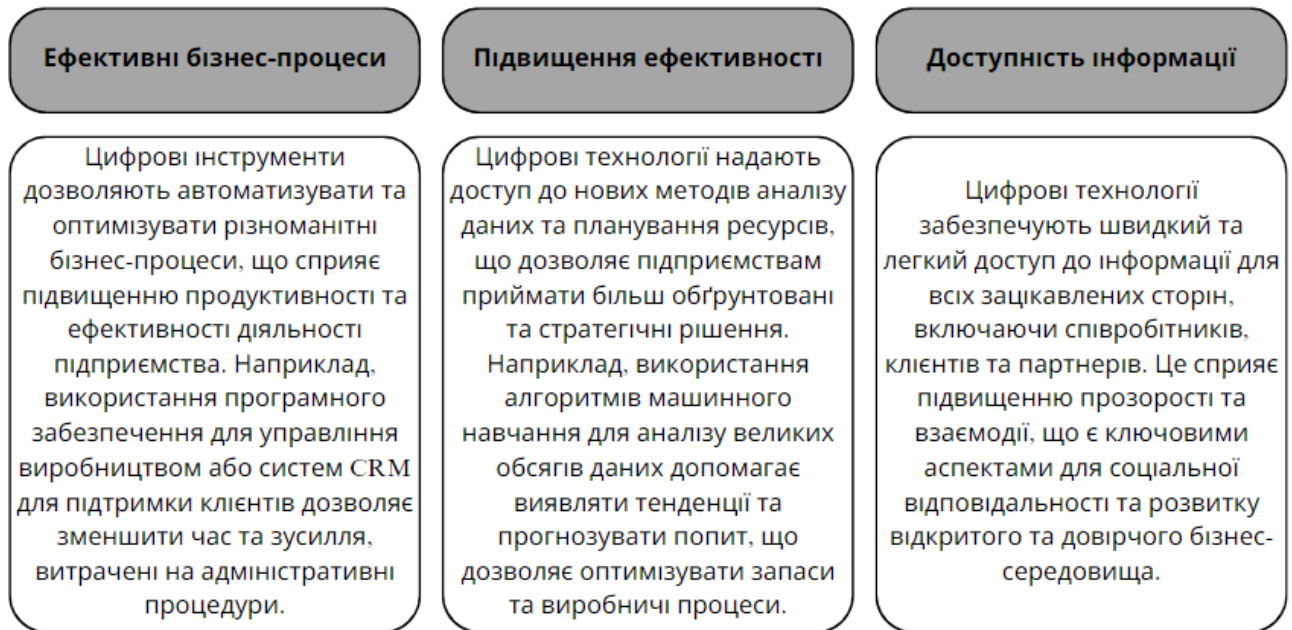 Ефективні бізнес-процеси
Цифрові інструменти
дозволяють автоматизувати та
оптимізувати різноманітні
бізнес-процеси, що сприяє
підвищенню продуктивності та
ефективності діяльності
підприємства. Наприклад,
використання програмного
забезпечення для управління
виробництвом або систем CRM
для підтримки клієнтів дозволяє
зменшити час та зусилля,
витрачені на адміністративні
процедури.
Підвищення ефективності
Цифрові технології надають
доступ до нових методів аналізу
даних та планування ресурсів,
що дозволяє підприємствам
приймати більш обґрунтовані
та стратегічні рішення.
Наприклад, використання
алгоритмів машинного
навчання для аналізу великих
обсягів даних допомагає
виявляти тенденції та
прогнозувати попит, що
дозволяє оптимізувати запаси
та виробничі процеси.
Доступність інформації
Цифрові технології
забезпечують швидкий та
легкий доступ до інформації для
всіх зацікавлених сторін,
включаючи співробітників,
клієнтів та партнерів. Це сприяє
підвищенню прозорості та
взаємодії, що є ключовими
аспектами для соціальної
відповідальності та розвитку
відкритого та довірчого бізнес-
середовища.